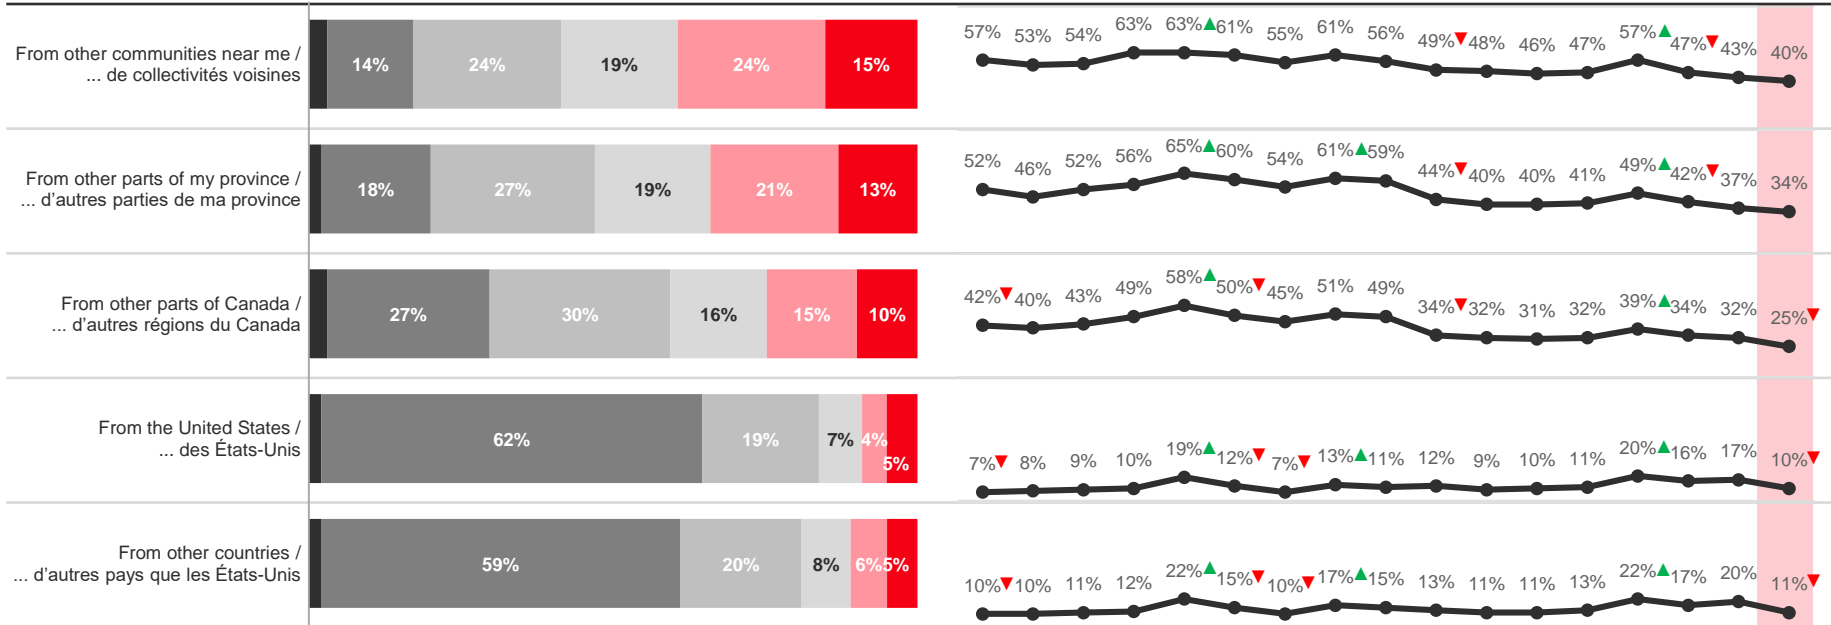 From other communities near me /
... de collectivités voisines
14% 24% 19% 24% 15%
57% 53% 54% 63% 63% 61% 55% 61% 56% 49% 48% 46% 47% 57% 47% 43% 40%
From other parts of my province /
... d'autres parties de ma province
18% 27% 19% 21% 13%
52% 46% 52% 56% 65% 60% 54% 61% 59% 44% 40% 40% 41% 49% 42% 37% 34%
From other parts of Canada /
... d'autres régions du Canada
27% 30% 16% 15% 10%
42% 40% 43% 49% 58% 50% 45% 51% 49% 34% 32% 31% 32% 39% 34% 32% 25%
From the United States /
... des États-Unis
62% 19% 7% 4% 5%
7% 8% 9% 10% 19% 12% 7% 13% 11% 12% 9% 10% 11% 20% 16% 17% 10%
From other countries /
... d'autres pays que les États-Unis
59% 20% 8% 6% 5%
10% 10% 11% 12% 22% 15% 10% 17% 15% 13% 11% 11% 13% 22% 17% 20% 11%